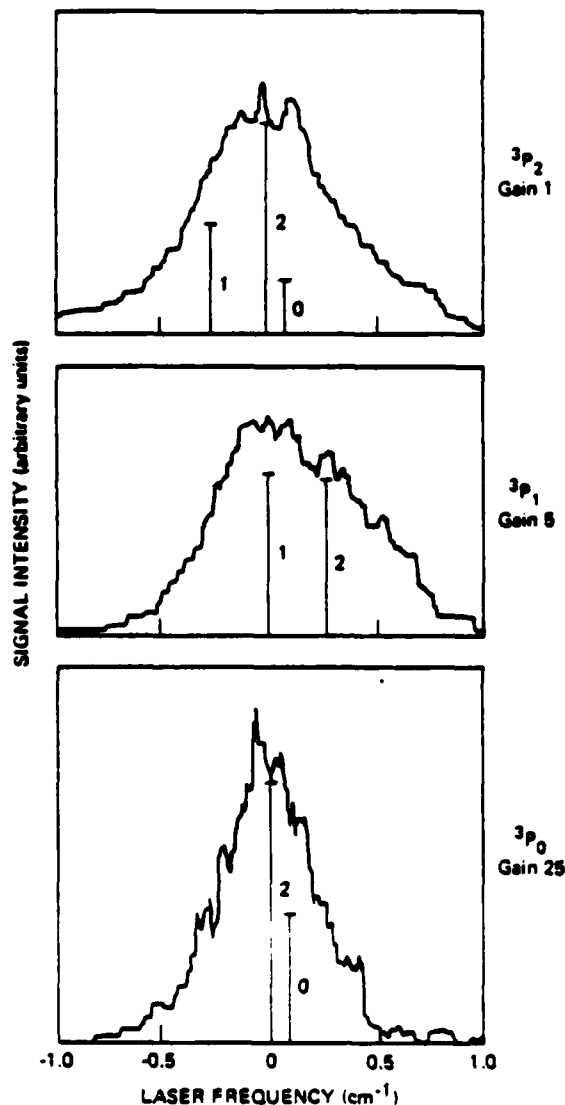 ³P₂
Gain 1
2
1
0
SIGNAL INTENSITY (arbitrary units)
³P₁
Gain 5
1
2
³P₀
Gain 25
2
0
-1.0
-0.5
0
0.5
1.0
LASER FREQUENCY (cm⁻¹)